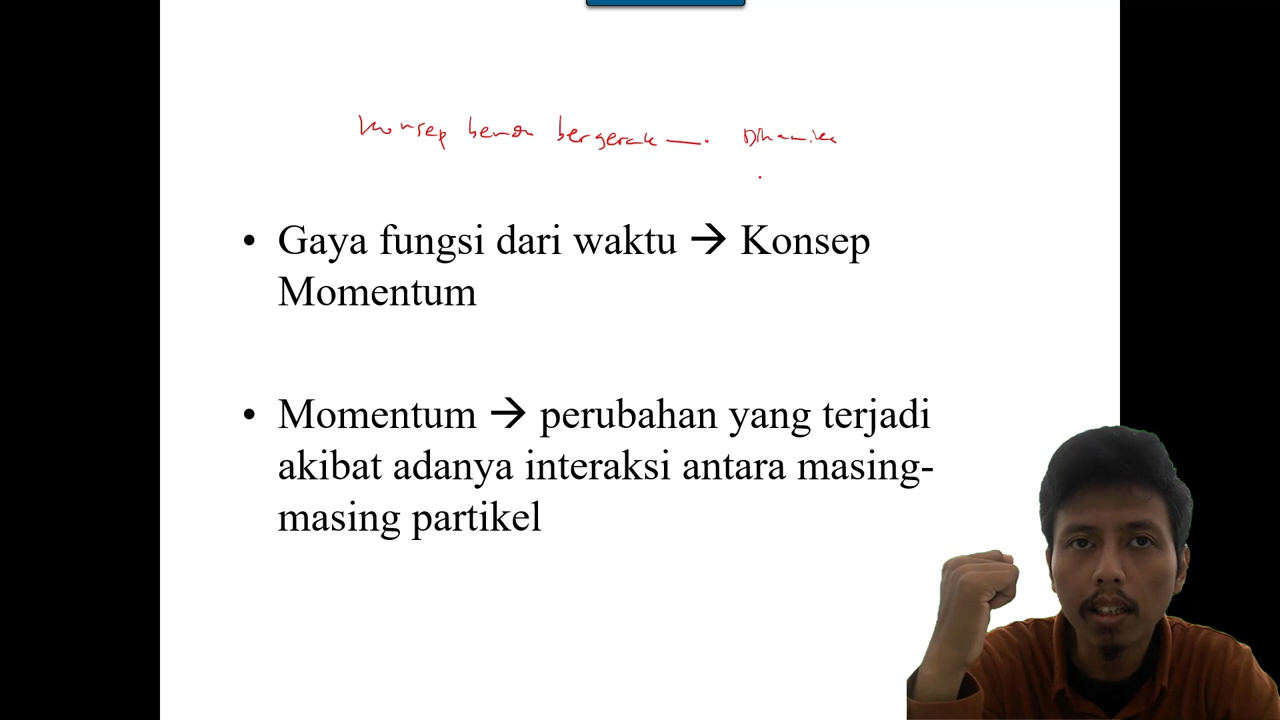 Konsep benda bergerak —. Dinamika
• Gaya fungsi dari waktu → Konsep
Momentum
• Momentum → perubahan yang terjadi
akibat adanya interaksi antara masing-
masing partikel